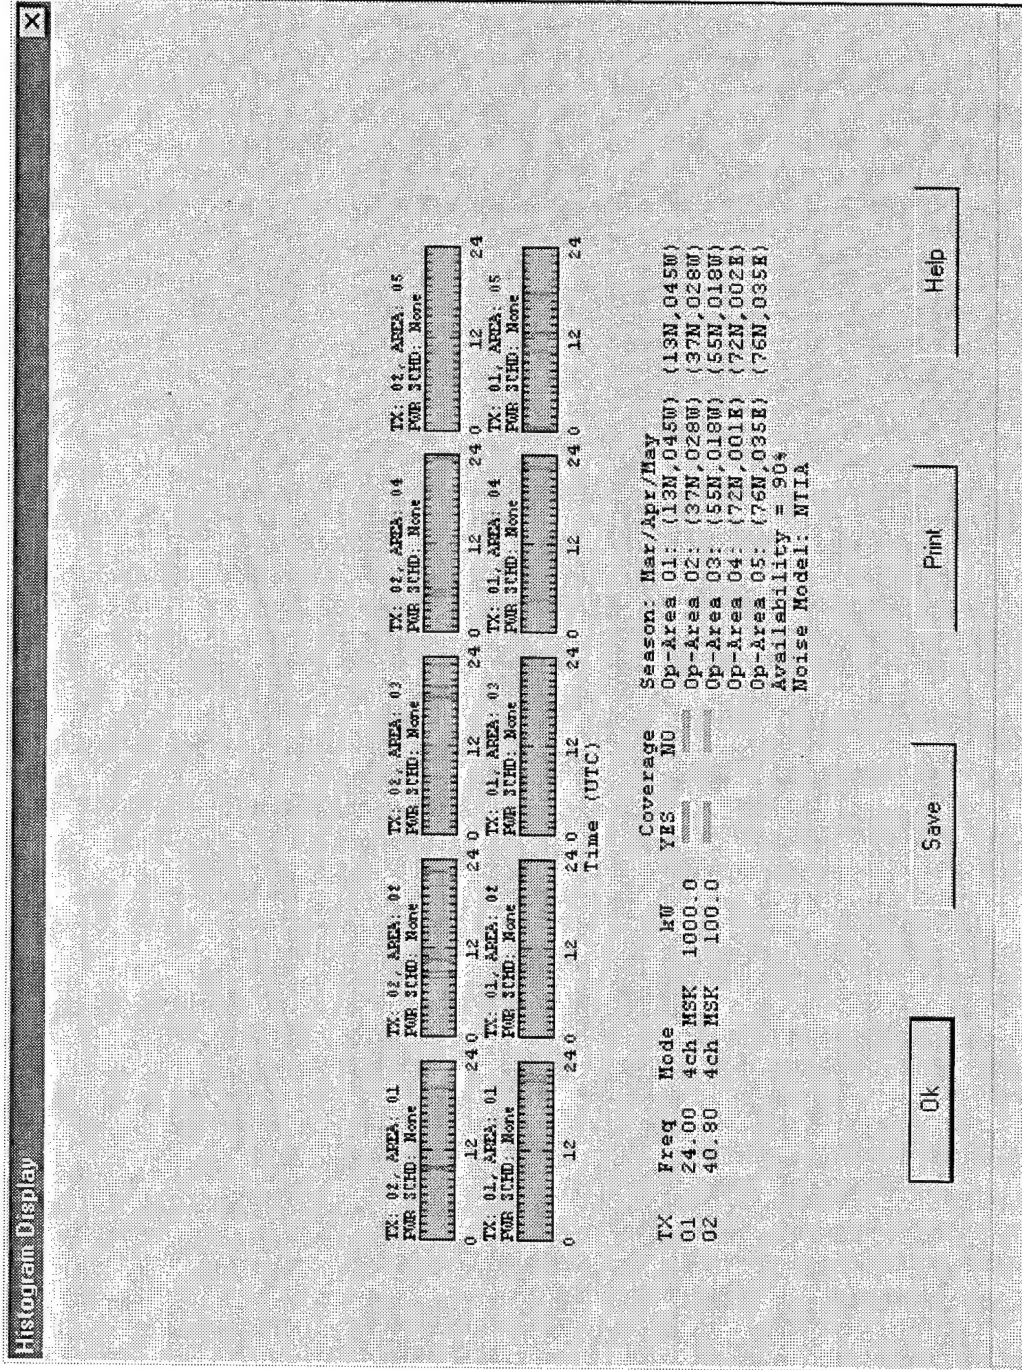 Histogram Display
TX: 02, AREA: 01 TX: 02, AREA: 02 TX: 02, AREA: 03 TX: 02, AREA: 04 TX: 02, AREA: 05
PWR SCHD: None PWR SCHD: None PWR SCHD: None PWR SCHD: None PWR SCHD: None
0 12 24 0 12 24 0 12 24 0 12 24 0 12 24
TX: 01, AREA: 01 TX: 01, AREA: 02 TX: 01, AREA: 03 TX: 01, AREA: 04 TX: 01, AREA: 05
PWR SCHD: None PWR SCHD: None PWR SCHD: None PWR SCHD: None PWR SCHD: None
0 12 24 0 12 24 0 12 24 0 12 24 0 12 24
Time (UTC)
Coverage Season: Mar/Apr/May
TX Freq Mode kW YES NO Op-Area 01: (13N,045W) (13N,045W)
01 24.00 4ch MSK 1000.0 Op-Area 02: (37N,028W) (37N,028W)
02 40.80 4ch MSK 100.0 Op-Area 03: (55N,018W) (55N,018W)
Op-Area 04: (72N,001E) (72N,002E)
Op-Area 05: (76N,035E) (76N,035E)
Availability = 90%
Noise Model: NTIA
Ok Save Print Help